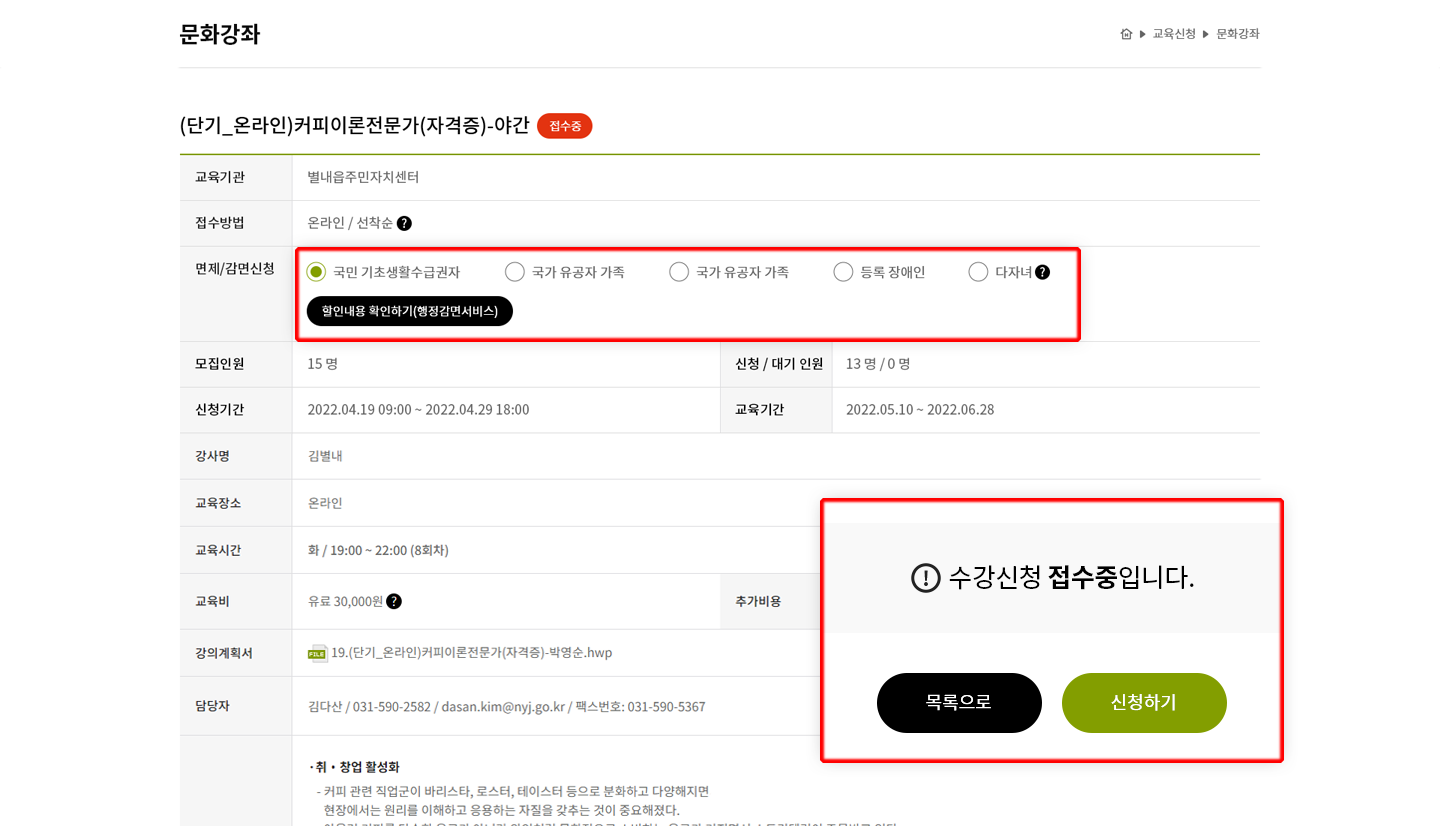 문화강좌
교육신청 ▶ 문화강좌
(단기_온라인)커피이론전문가(자격증)-야간 접수중
교육기관 별내읍주민자치센터
접수방법 온라인 / 선착순 ?
면제/감면신청 국민 기초생활수급권자 국가 유공자 가족 국가 유공자 가족 등록 장애인 다자녀 ?
할인내용 확인하기(행정감면서비스)
모집인원 15 명 신청 / 대기 인원 13 명 / 0 명
신청기간 2022.04.19 09:00 ~ 2022.04.29 18:00 교육기간 2022.05.10 ~ 2022.06.28
강사명 김별내
교육장소 온라인
교육시간 화 / 19:00 ~ 22:00 (8회차)
교육비 유료 30,000원 ? 추가비용
강의계획서 FILE 19.(단기_온라인)커피이론전문가(자격증)-박영순.hwp
담당자 김다산 / 031-590-2582 / dasan.kim@nyj.go.kr / 팩스번호: 031-590-5367
수강신청 접수중입니다.
목록으로 신청하기
· 취 · 창업 활성화
- 커피 관련 직업군이 바리스타, 로스터, 테이스터 등으로 분화하고 다양해지면
현장에서는 원리를 이해하고 응용하는 자질을 갖추는 것이 중요해졌다.